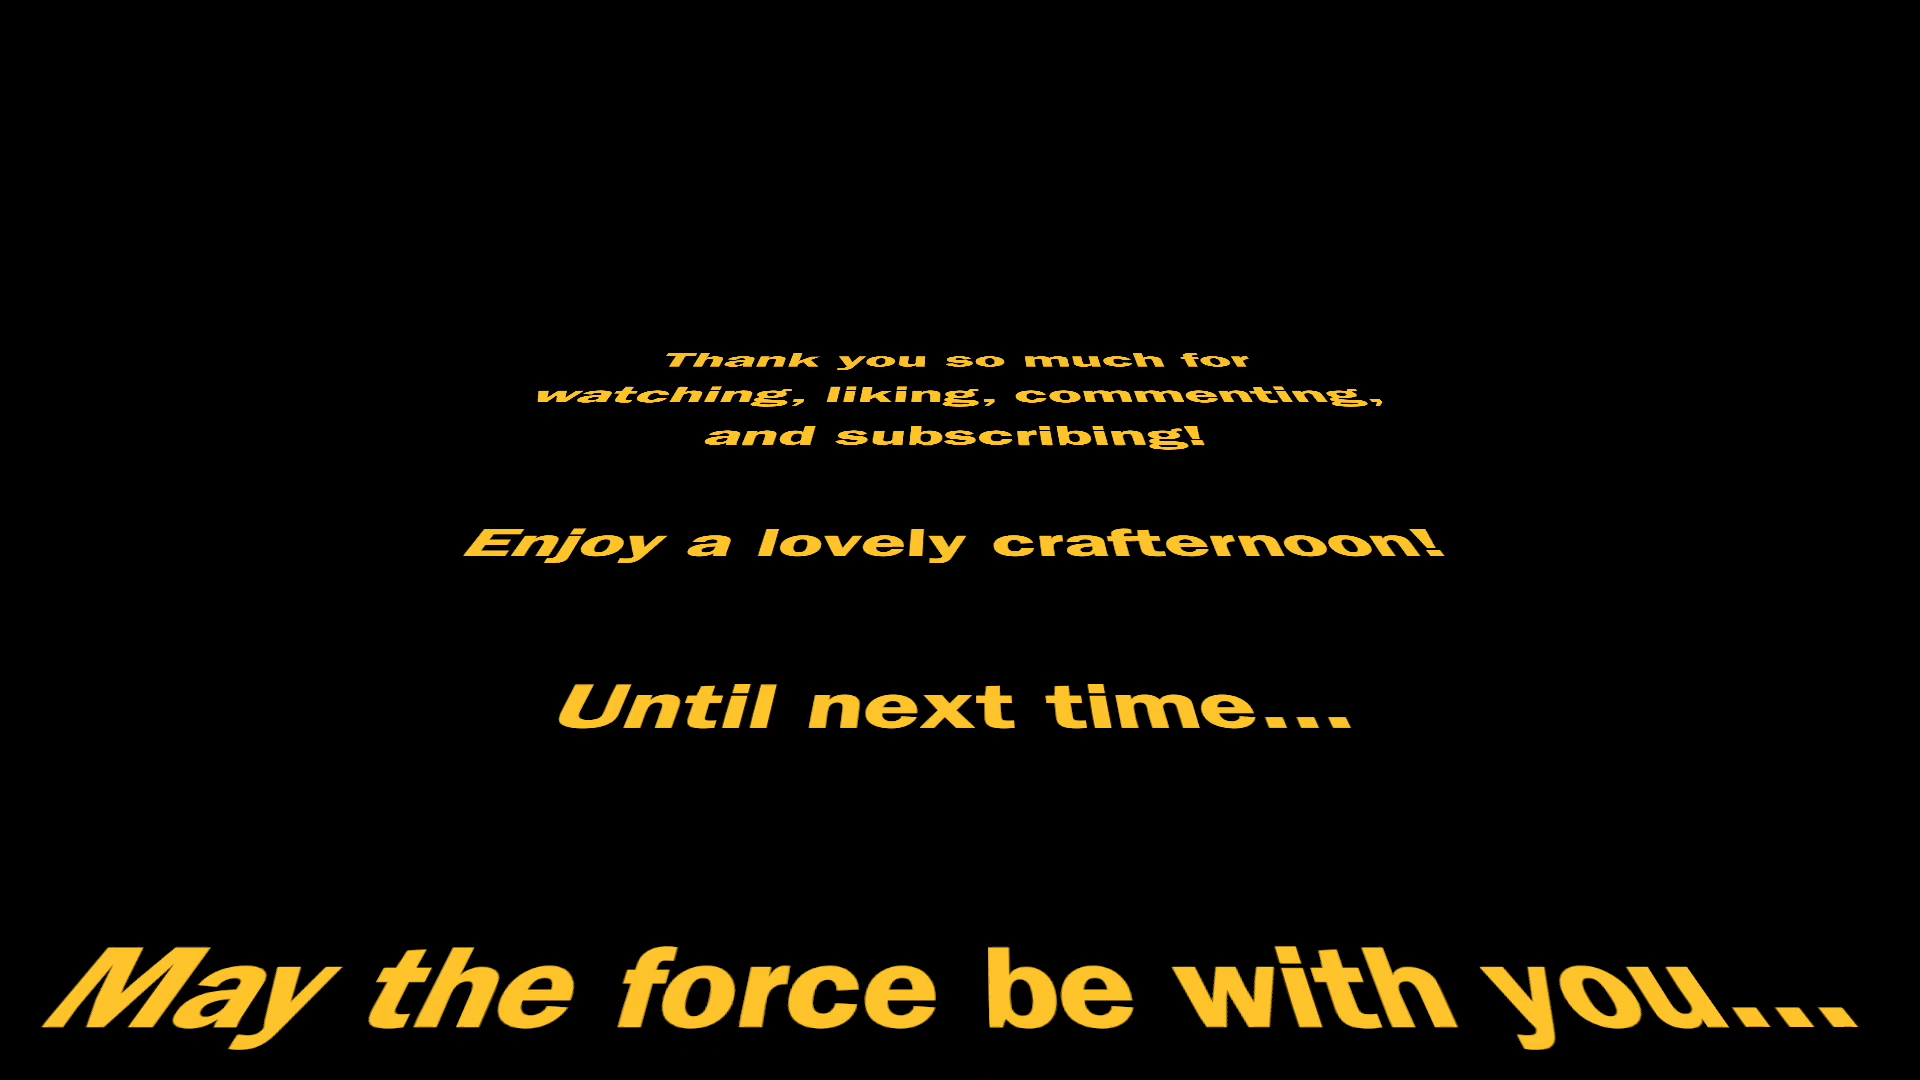 Thank you so much for
watching, liking, commenting,
and subscribing!
Enjoy a lovely crafternoon!
Until next time...
May the force be with you...